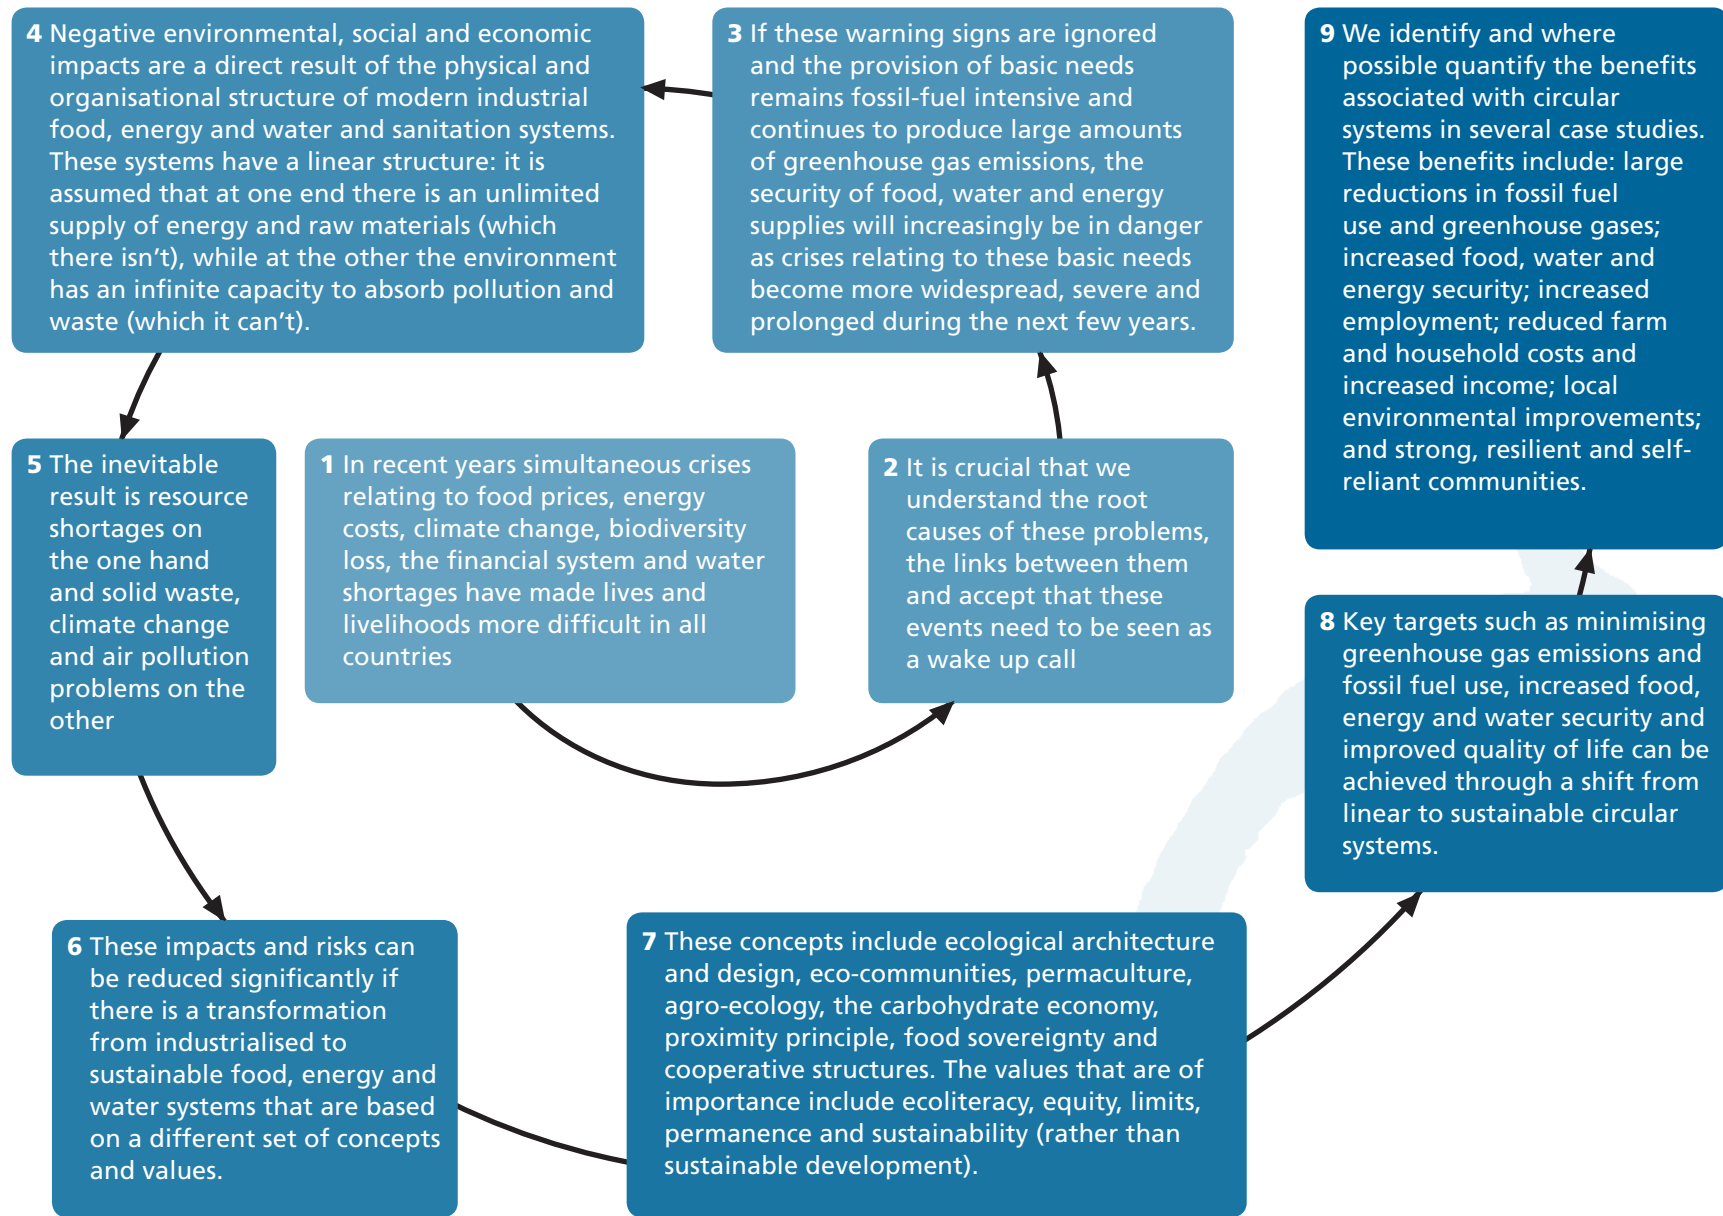 4 Negative environmental, social and economic
impacts are a direct result of the physical and
organisational structure of modern industrial
food, energy and water and sanitation systems.
These systems have a linear structure: it is
assumed that at one end there is an unlimited
supply of energy and raw materials (which
there isn't), while at the other the environment
has an infinite capacity to absorb pollution and
waste (which it can't).
3 If these warning signs are ignored
and the provision of basic needs
remains fossil-fuel intensive and
continues to produce large amounts
of greenhouse gas emissions, the
security of food, water and energy
supplies will increasingly be in danger
as crises relating to these basic needs
become more widespread, severe and
prolonged during the next few years.
9 We identify and where
possible quantify the benefits
associated with circular
systems in several case studies.
These benefits include: large
reductions in fossil fuel
use and greenhouse gases;
increased food, water and
energy security; increased
employment; reduced farm
and household costs and
increased income; local
environmental improvements;
and strong, resilient and self-
reliant communities.
5 The inevitable
result is resource
shortages on
the one hand
and solid waste,
climate change
and air pollution
problems on the
other
1 In recent years simultaneous crises
relating to food prices, energy
costs, climate change, biodiversity
loss, the financial system and water
shortages have made lives and
livelihoods more difficult in all
countries
2 It is crucial that we
understand the root
causes of these problems,
the links between them
and accept that these
events need to be seen as
a wake up call
8 Key targets such as minimising
greenhouse gas emissions and
fossil fuel use, increased food,
energy and water security and
improved quality of life can be
achieved through a shift from
linear to sustainable circular
systems.
6 These impacts and risks can
be reduced significantly if
there is a transformation
from industrialised to
sustainable food, energy and
water systems that are based
on a different set of concepts
and values.
7 These concepts include ecological architecture
and design, eco-communities, permaculture,
agro-ecology, the carbohydrate economy,
proximity principle, food sovereignty and
cooperative structures. The values that are of
importance include ecoliteracy, equity, limits,
permanence and sustainability (rather than
sustainable development).